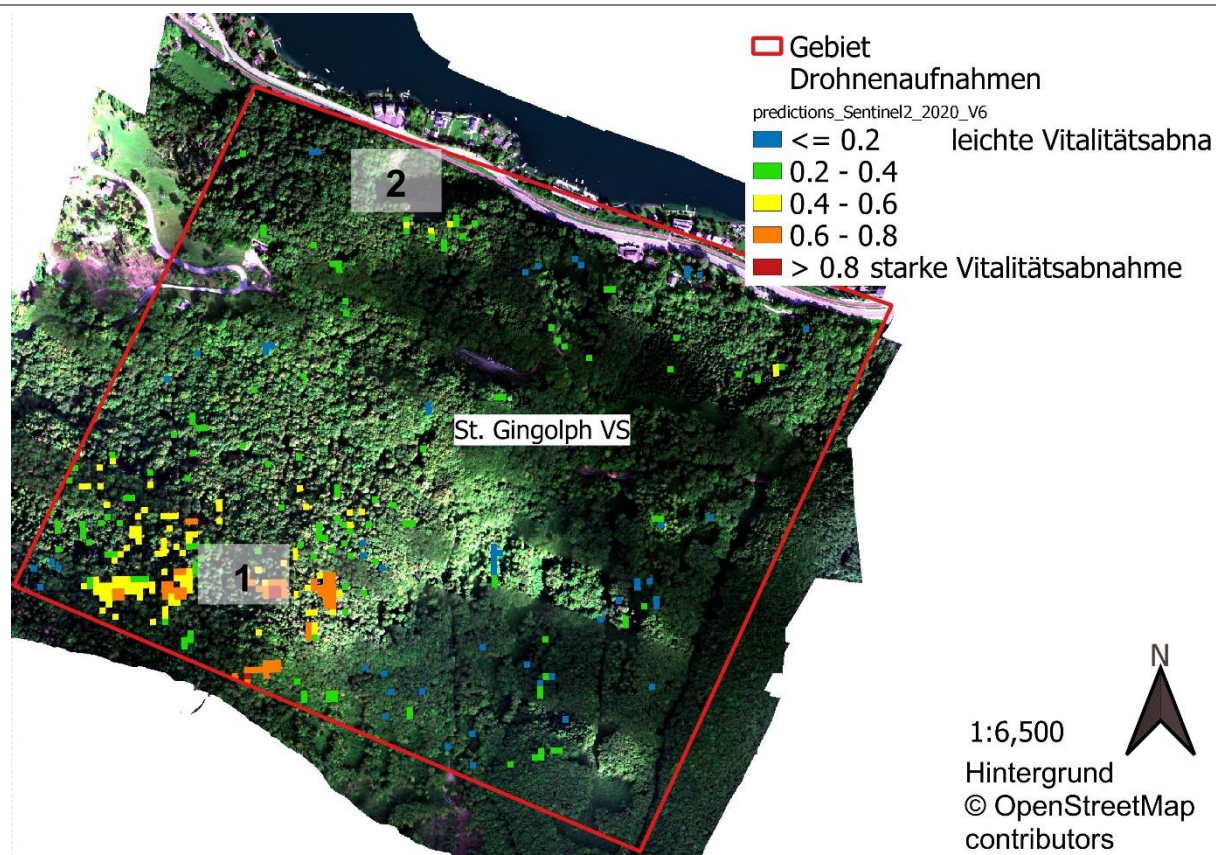 Gebiet
Drohnenaufnahmen
predictions_Sentinel2_2020_V6
<= 0.2 leichte Vitalitätsabna
0.2 - 0.4
0.4 - 0.6
0.6 - 0.8
> 0.8 starke Vitalitätsabnahme
2
St. Gingolph VS
1
N
1:6,500
Hintergrund
© OpenStreetMap
contributors